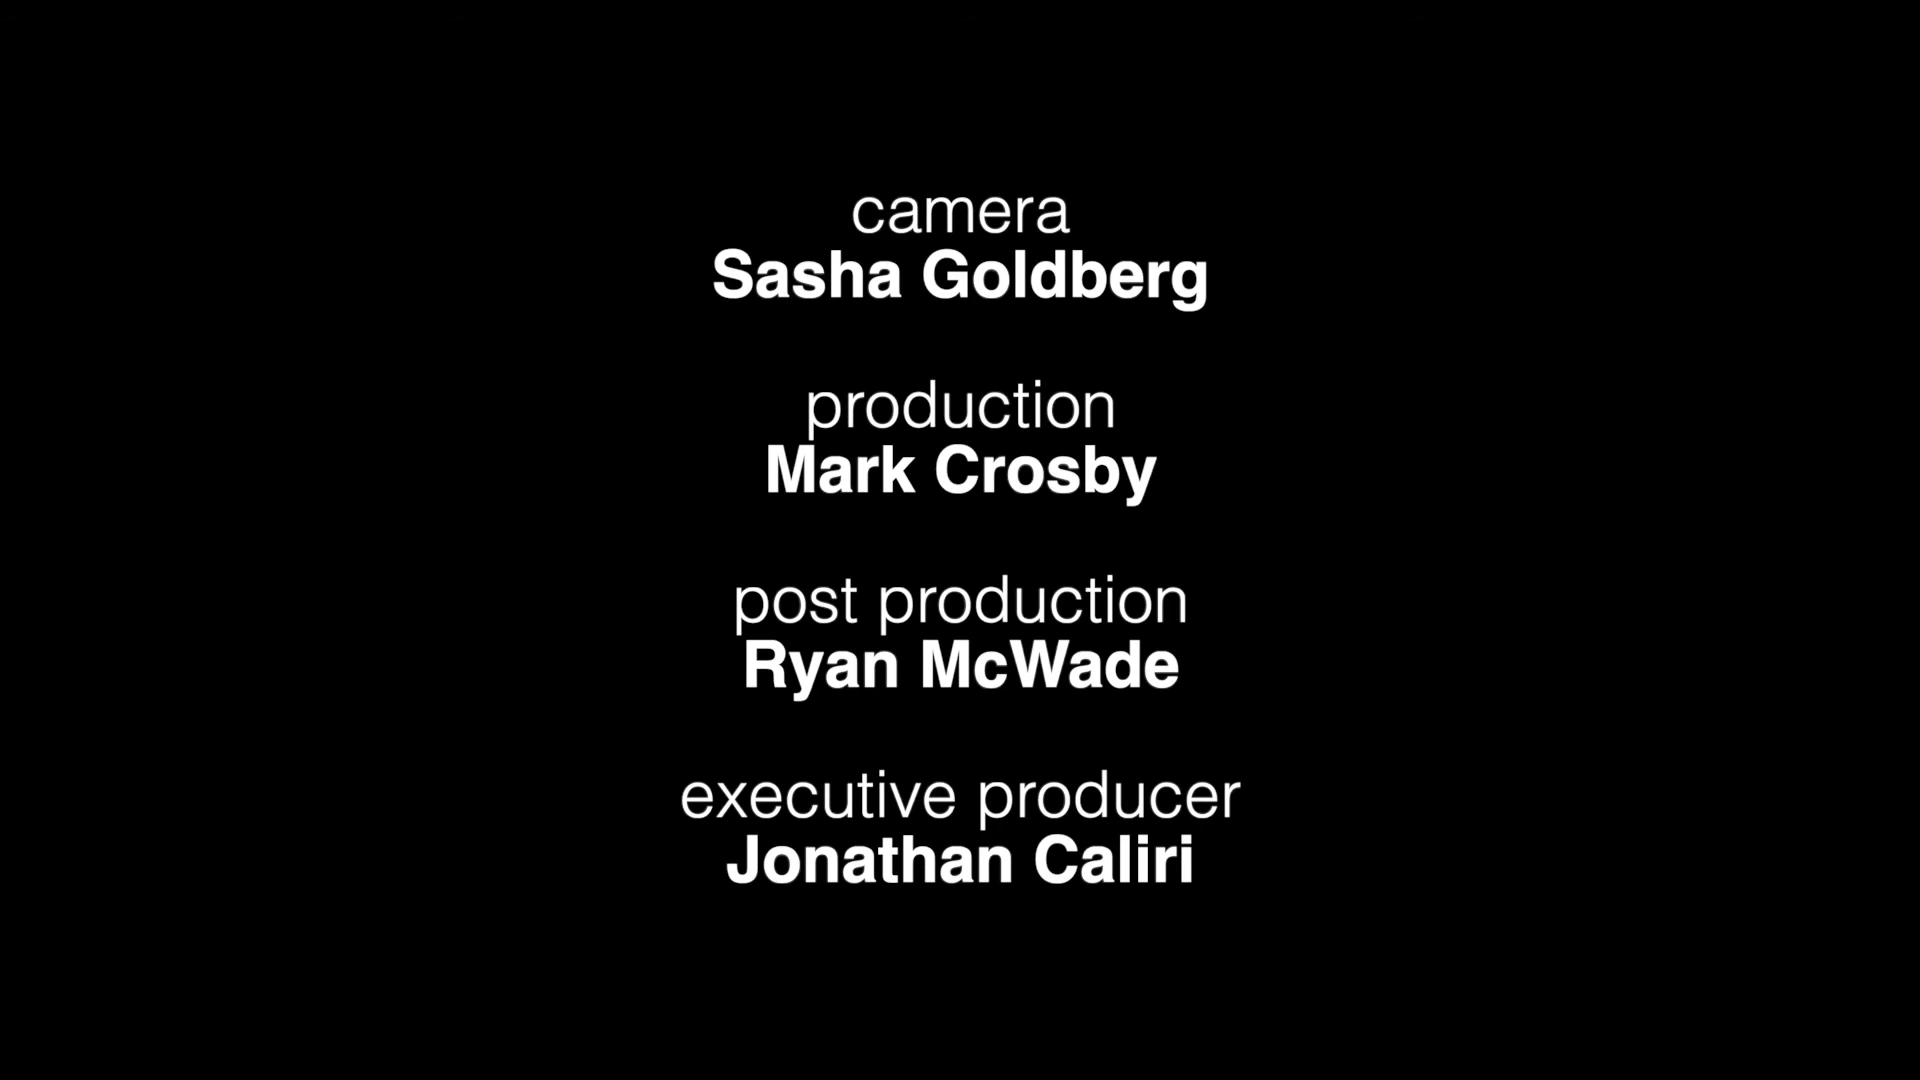 camera
Sasha Goldberg
production
Mark Crosby
post production
Ryan McWade
executive producer
Jonathan Caliri